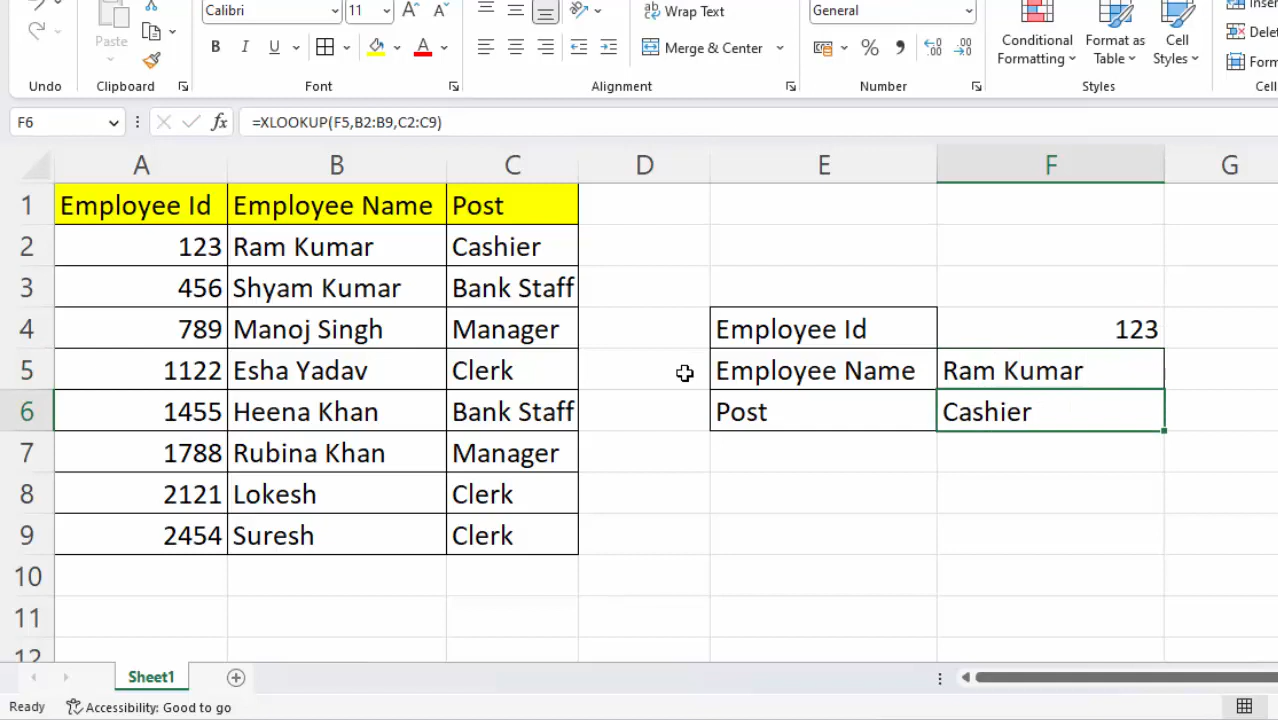 Calibri 11 Wrap Text General
Paste B I U Merge & Center % Conditional Formatting Format as Table Cell Styles
Undo Clipboard Font Alignment Number Styles
F6 fx =XLOOKUP(F5,B2:B9,C2:C9)
A B C D E F G
1 Employee Id Employee Name Post
2 123 Ram Kumar Cashier
3 456 Shyam Kumar Bank Staff
4 789 Manoj Singh Manager Employee Id 123
5 1122 Esha Yadav Clerk Employee Name Ram Kumar
6 1455 Heena Khan Bank Staff Post Cashier
7 1788 Rubina Khan Manager
8 2121 Lokesh Clerk
9 2454 Suresh Clerk
10
11
12
Sheet1
Ready Accessibility: Good to go